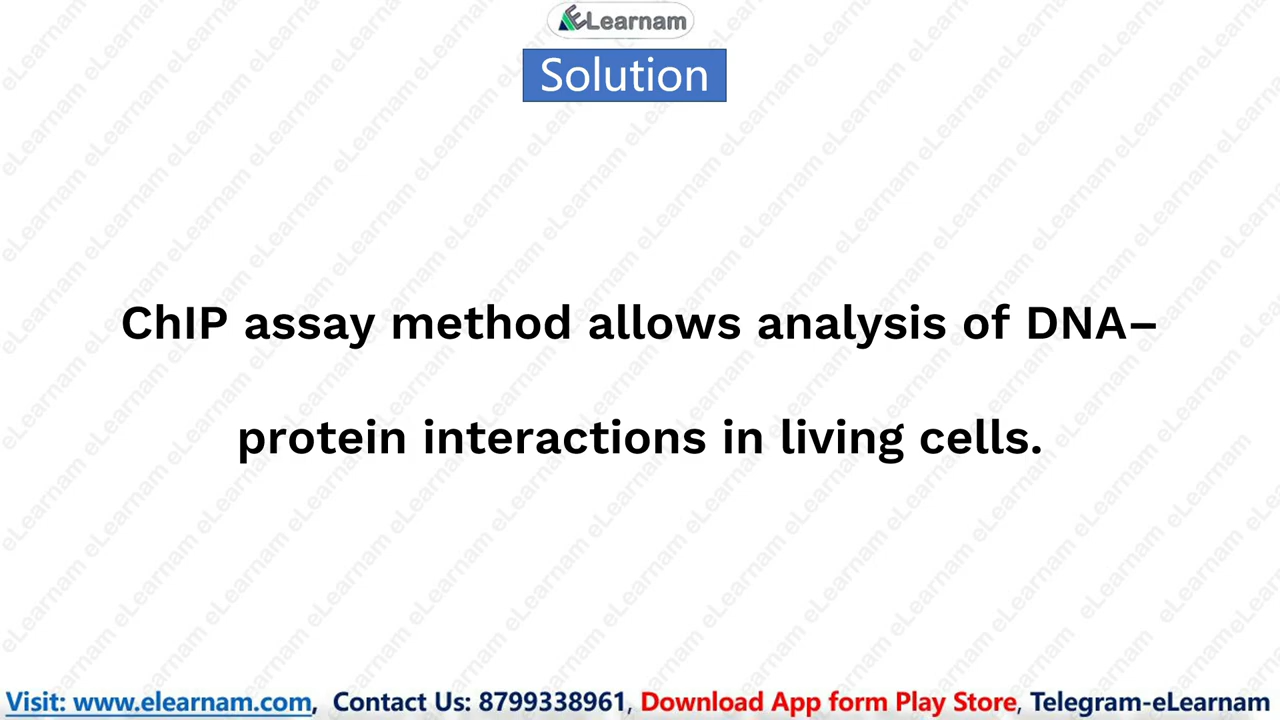 ELearnam
Solution
ChIP assay method allows analysis of DNA–
protein interactions in living cells.
Visit: www.elearnam.com, Contact Us: 8799338961, Download App form Play Store, Telegram-eLearnam